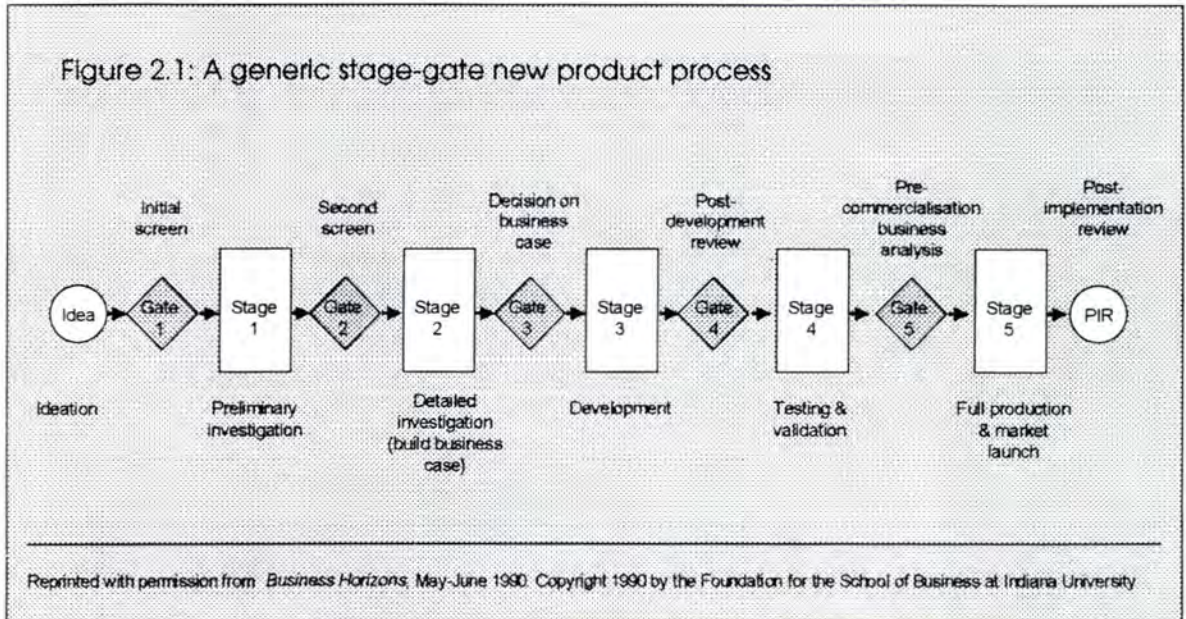 Figure 2.1: A generic stage-gate new product process
Initial
screen
Second
screen
Decision on
business
case
Post-
development
review
Pre-
commercialisation
business
analysis
Post-
implementation
review
Idea
Gate
1
Stage
1
Gate
2
Stage
2
Gate
3
Stage
3
Gate
4
Stage
4
Gate
5
Stage
5
PIR
Ideation
Preliminary
investigation
Detailed
investigation
(build business
case)
Development
Testing &
validation
Full production
& market
launch
Reprinted with permission from Business Horizons, May-June 1990. Copyright 1990 by the Foundation for the School of Business at Indiana University